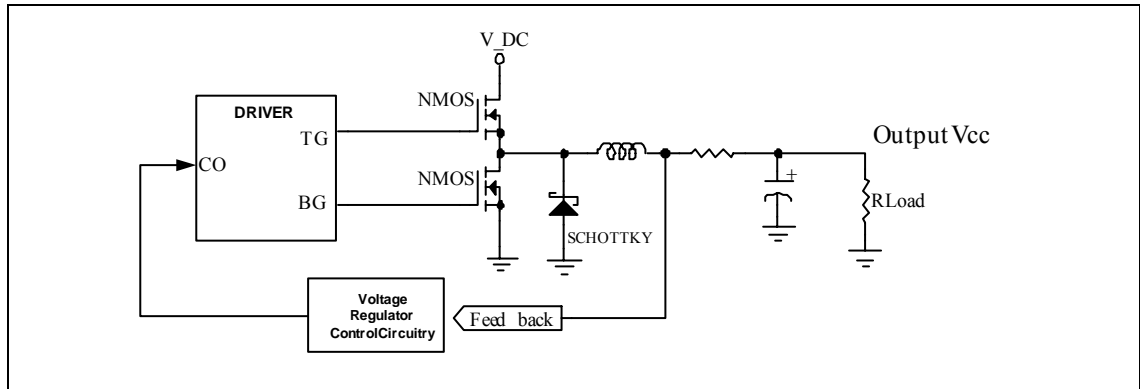 V_DC
NMOS
DRIVER
TG
Output Vcc
CO
NMOS
+
BG
RLoad
SCHOTTKY
Voltage
Regulator
ControlCircuitry
Feed back